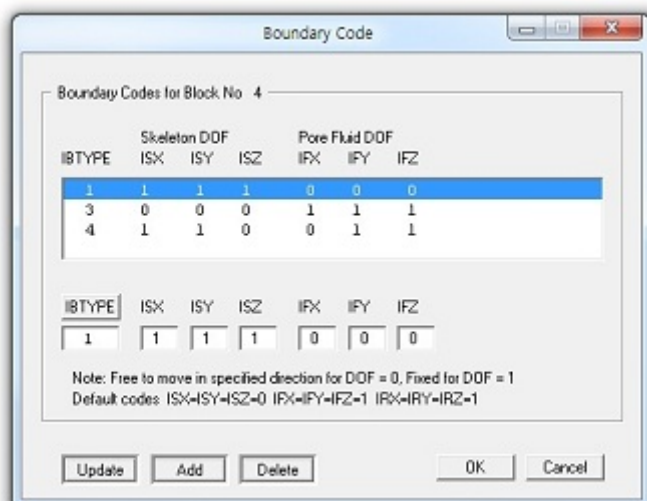 Boundary Code
Boundary Codes for Block No 4
Skeleton DOF Pore Fluid DOF
IBTYPE ISX ISY ISZ IFX IFY IFZ
1 1 1 1 0 0 0
3 0 0 0 1 1 1
4 1 1 0 0 1 1
IBTYPE ISX ISY ISZ IFX IFY IFZ
1 1 1 1 0 0 0
Note: Free to move in specified direction for DOF = 0, Fixed for DOF = 1
Default codes ISX=ISY=ISZ=0 IFX=IFY=IFZ=1 IRX=IRY=IRZ=1
Update Add Delete OK Cancel